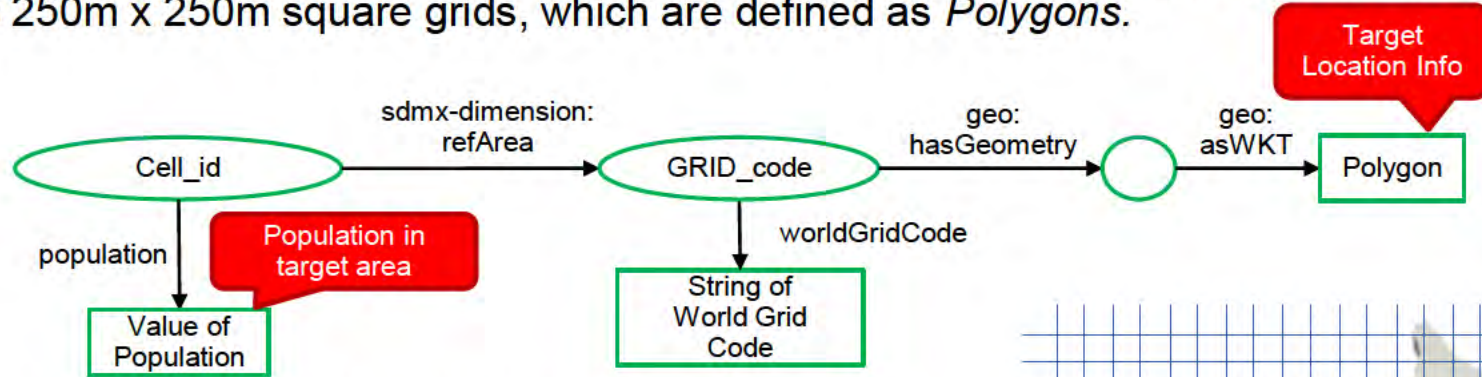 250m x 250m square grids, which are defined as Polygons.
Target
Location Info
sdmx-dimension:
refArea
geo:
hasGeometry
geo:
asWKT
Cell_id
GRID_code
Polygon
population
Population in
target area
worldGridCode
Value of
Population
String of
World Grid
Code